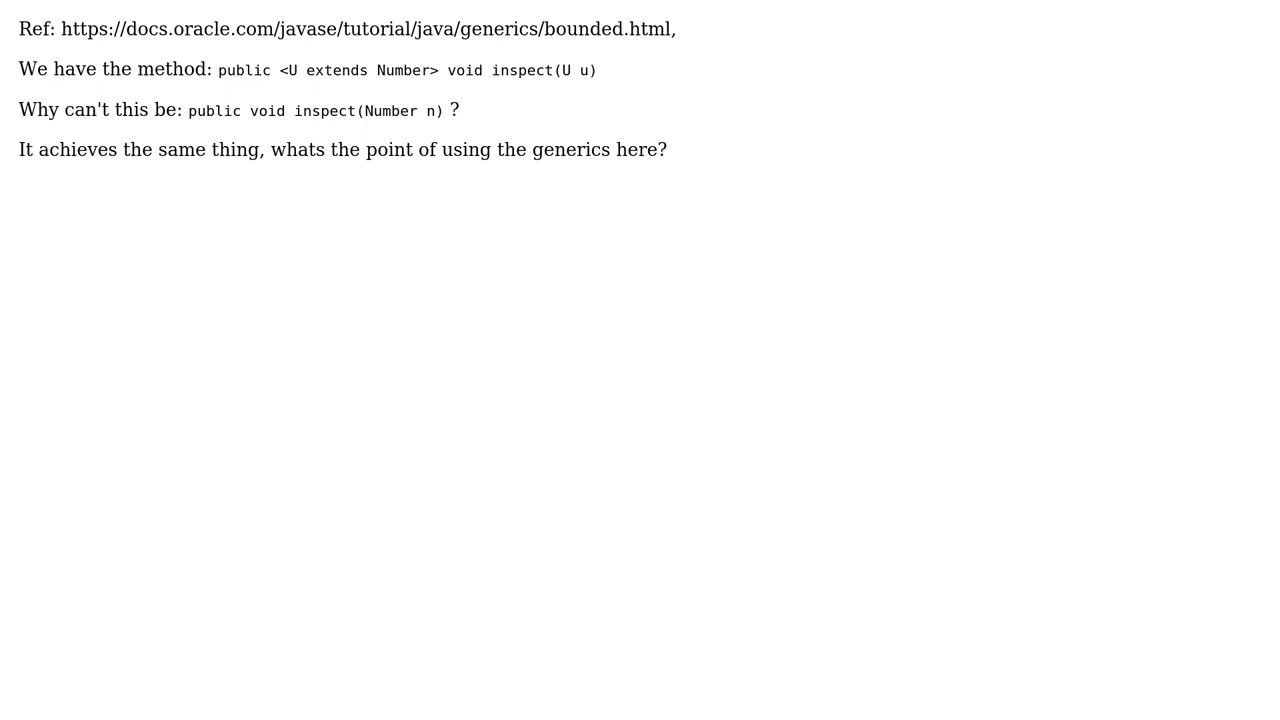 Ref: https://docs.oracle.com/javase/tutorial/java/generics/bounded.html,
We have the method: public <U extends Number> void inspect(U u)
Why can't this be: public void inspect(Number n) ?
It achieves the same thing, whats the point of using the generics here?